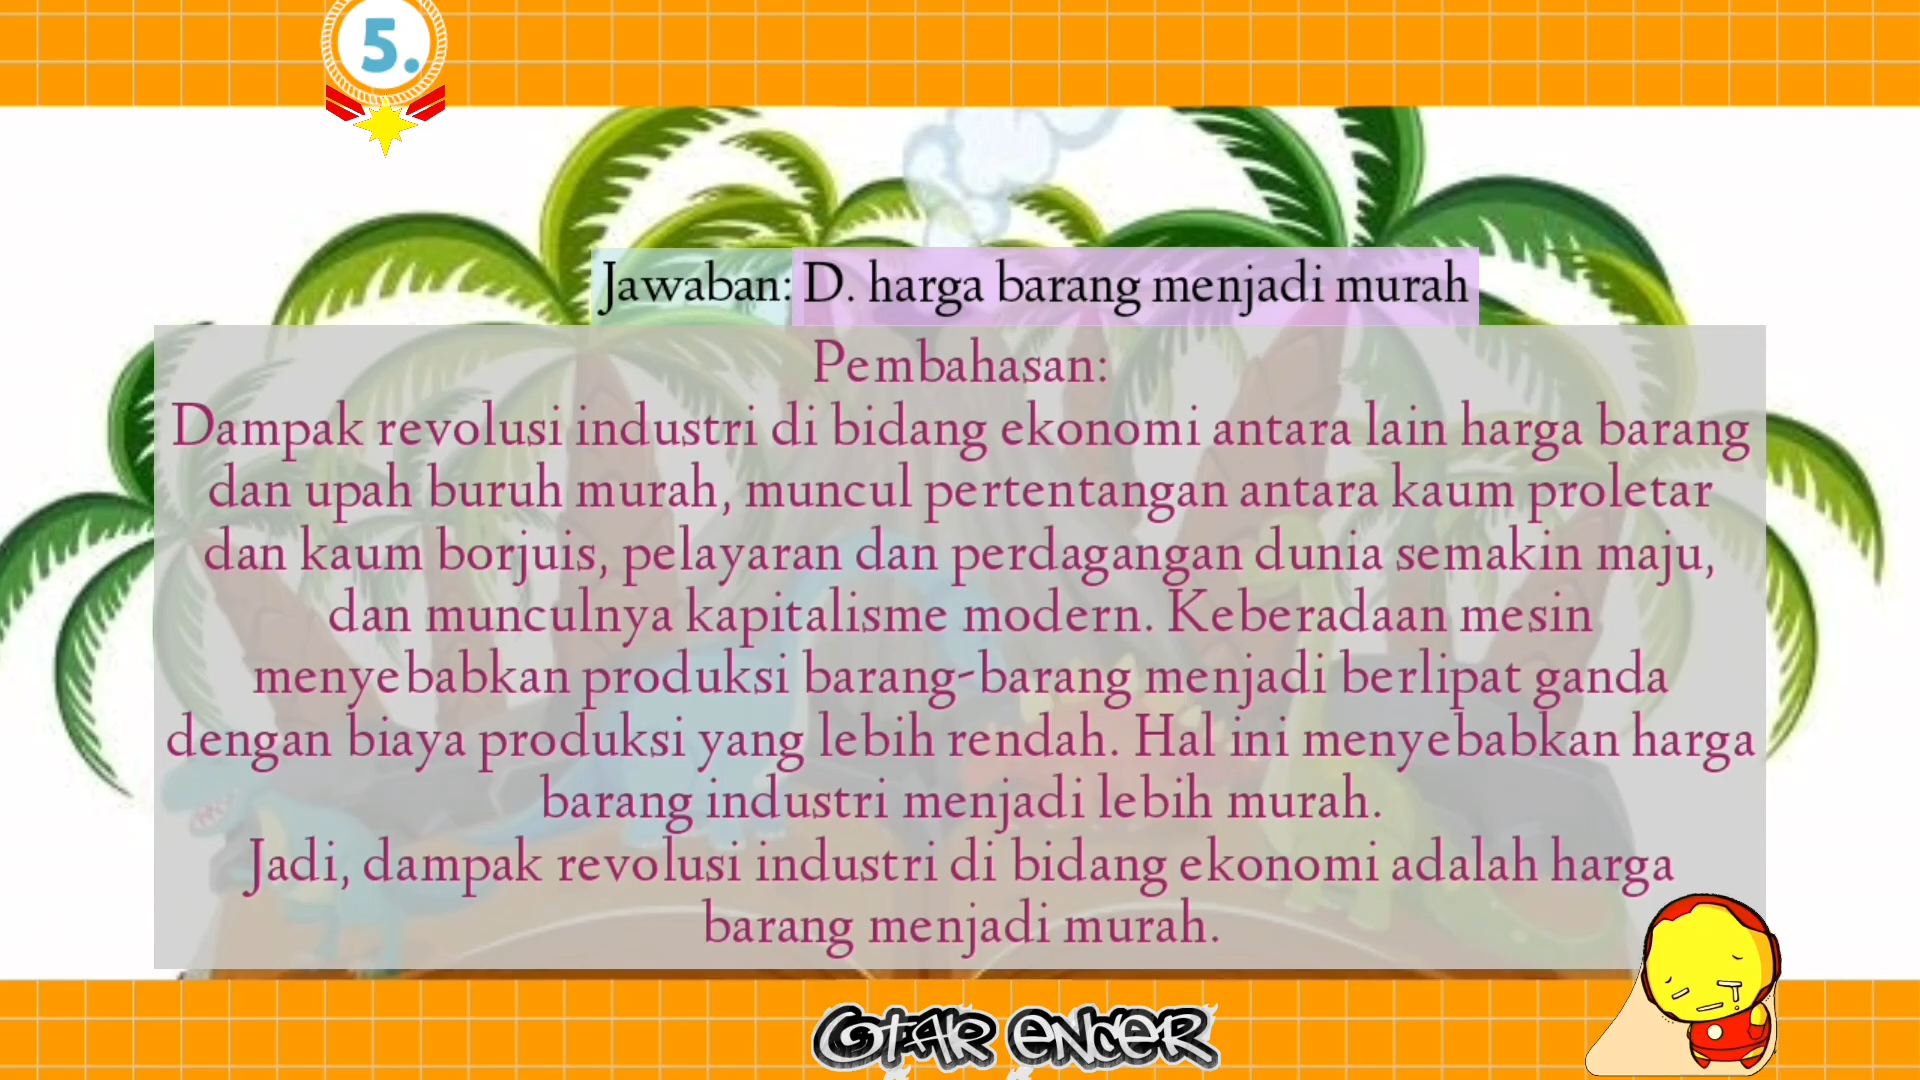 5.
Jawaban: D. harga barang menjadi murah
Pembahasan:
Dampak revolusi industri di bidang ekonomi antara lain harga barang
dan upah buruh murah, muncul pertentangan antara kaum proletar
dan kaum borjuis, pelayaran dan perdagangan dunia semakin maju,
dan munculnya kapitalisme modern. Keberadaan mesin
menyebabkan produksi barang-barang menjadi berlipat ganda
dengan biaya produksi yang lebih rendah. Hal ini menyebabkan harga
barang industri menjadi lebih murah.
Jadi, dampak revolusi industri di bidang ekonomi adalah harga
barang menjadi murah.
OTAK ENCER